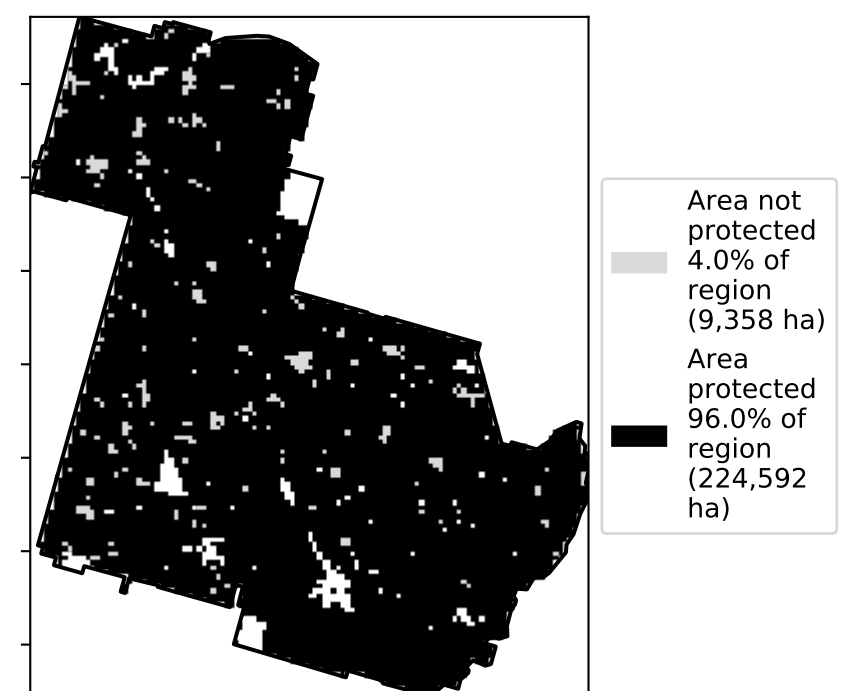 Area not
protected
4.0% of
region
(9,358 ha)
Area
protected
96.0% of
region
(224,592
ha)